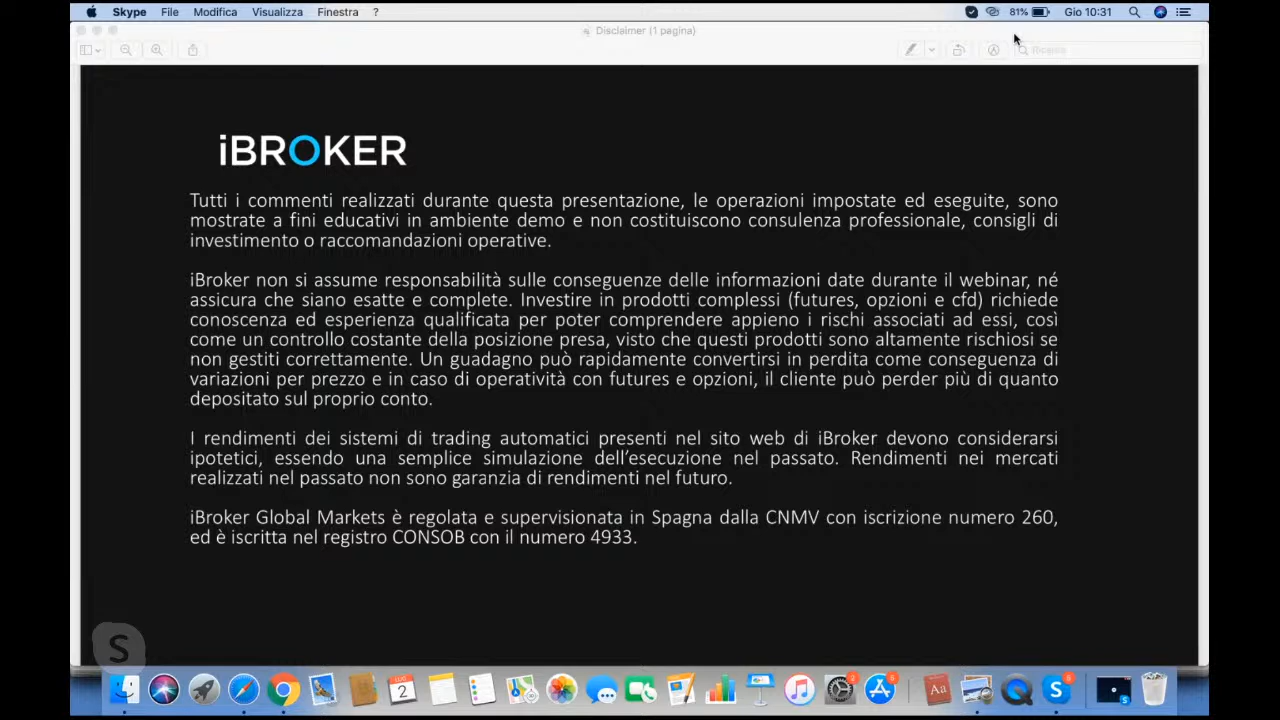 Skype File Modifica Visualizza Finestra ? 81% Gio 10:31
Disclaimer (1 pagina)
Ricerca
iBROKER
Tutti i commenti realizzati durante questa presentazione, le operazioni impostate ed eseguite, sono
mostrate a fini educativi in ambiente demo e non costituiscono consulenza professionale, consigli di
investimento o raccomandazioni operative.
iBroker non si assume responsabilità sulle conseguenze delle informazioni date durante il webinar, né
assicura che siano esatte e complete. Investire in prodotti complessi (futures, opzioni e cfd) richiede
conoscenza ed esperienza qualificata per poter comprendere appieno i rischi associati ad essi, così
come un controllo costante della posizione presa, visto che questi prodotti sono altamente rischiosi se
non gestiti correttamente. Un guadagno può rapidamente convertirsi in perdita come conseguenza di
variazioni per prezzo e in caso di operatività con futures e opzioni, il cliente può perder più di quanto
depositato sul proprio conto.
I rendimenti dei sistemi di trading automatici presenti nel sito web di iBroker devono considerarsi
ipotetici, essendo una semplice simulazione dell'esecuzione nel passato. Rendimenti nei mercati
realizzati nel passato non sono garanzia di rendimenti nel futuro.
iBroker Global Markets è regolata e supervisionata in Spagna dalla CNMV con iscrizione numero 260,
ed è iscritta nel registro CONSOB con il numero 4933.
S
2 Aa S